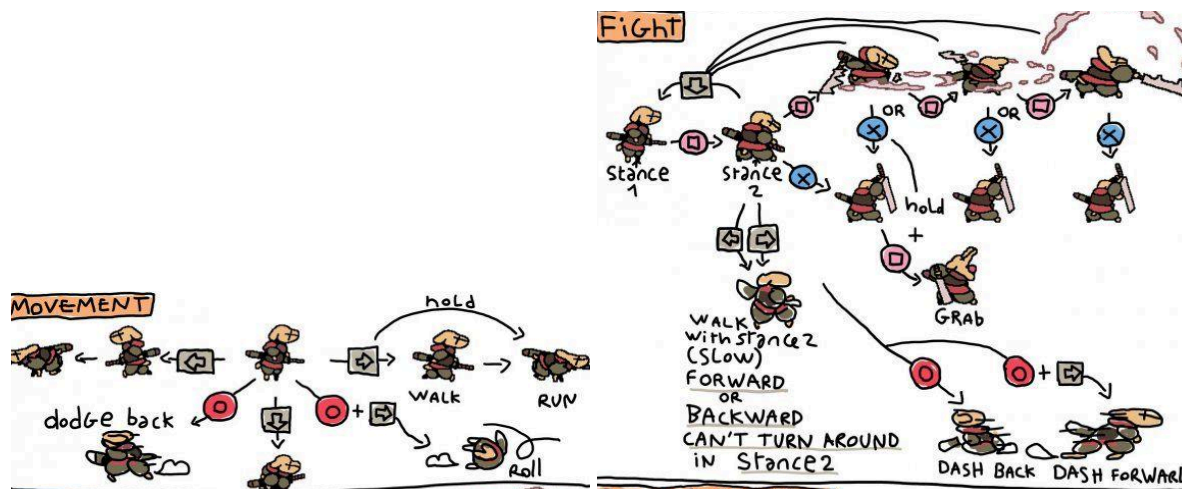 MOVEMENT
hold
WALK
RUN
dodge back
+
Roll
FiGht
OR
OR
Stance
1
Stance
2
hold
+
GRAb
WALK
with stance 2
(SLOW)
FORWARD
OR
BACKWARD
CAN'T TURN AROUND
in Stance 2
+
DASH BACK
DASH FORWARD